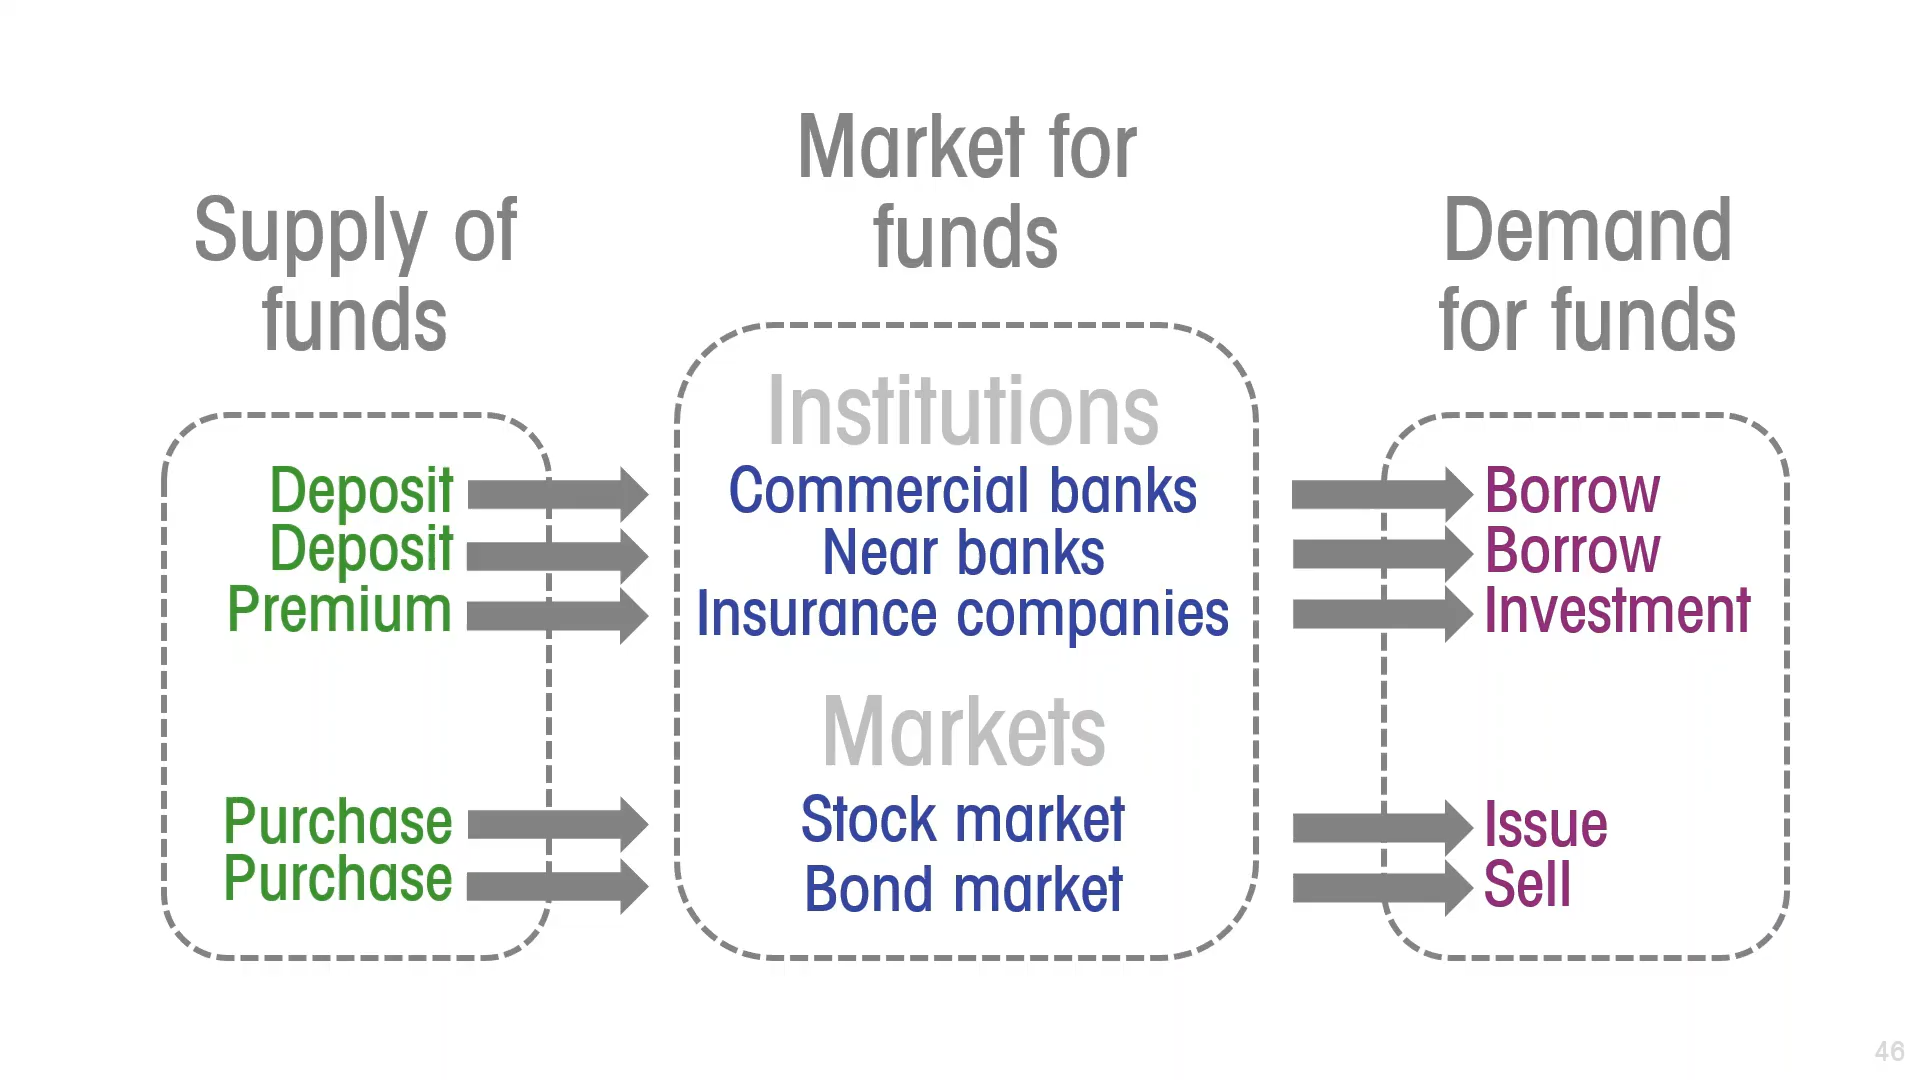 Supply of
funds
Deposit
Deposit
Premium
Purchase
Purchase
Market for
funds
Institutions
Commercial banks
Near banks
Insurance companies
Markets
Stock market
Bond market
Demand
for funds
Borrow
Borrow
Investment
Issue
Sell
46